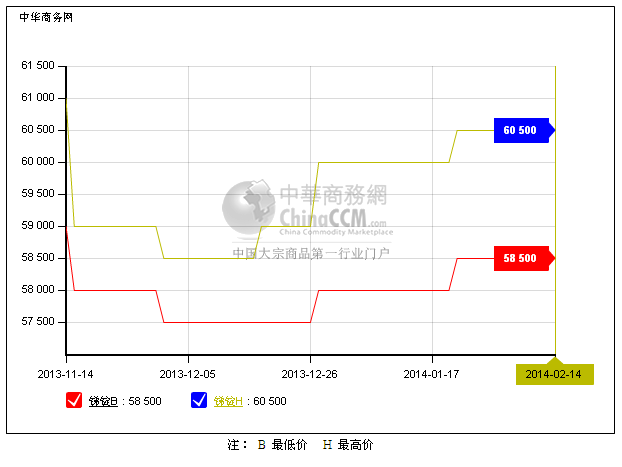 中华商务网
61 500
61 000
60 500
60 000
59 500
59 000
58 500
58 000
57 500
60 500
58 500
中華商務網
ChinaCCM.com
China Commodity Marketplace
中国大宗商品第一行业门户
2013-11-14 2013-12-05 2013-12-26 2014-01-17 2014-02-14
锑锭B : 58 500 锑锭H : 60 500
注： B 最低价 H 最高价